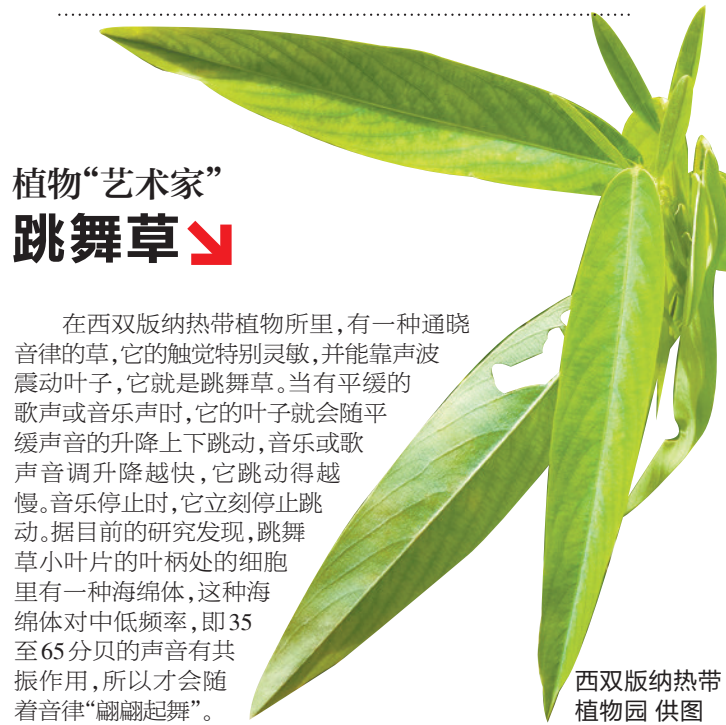 植物“艺术家”
跳舞草
在西双版纳热带植物所里，有一种通晓
音律的草，它的触觉特别灵敏，并能靠声波
震动叶子，它就是跳舞草。当有平缓的
歌声或音乐声时，它的叶子就会随平
缓声音的升降上下跳动，音乐或歌
声音调升降越快，它跳动得越
慢。音乐停止时，它立刻停止跳
动。据目前的研究发现，跳舞
草小叶片的叶柄处的细胞
里有一种海绵体，这种海
绵体对中低频率，即35
至65分贝的声音有共
振作用，所以才会随
着音律“翩翩起舞”。
西双版纳热带
植物园 供图